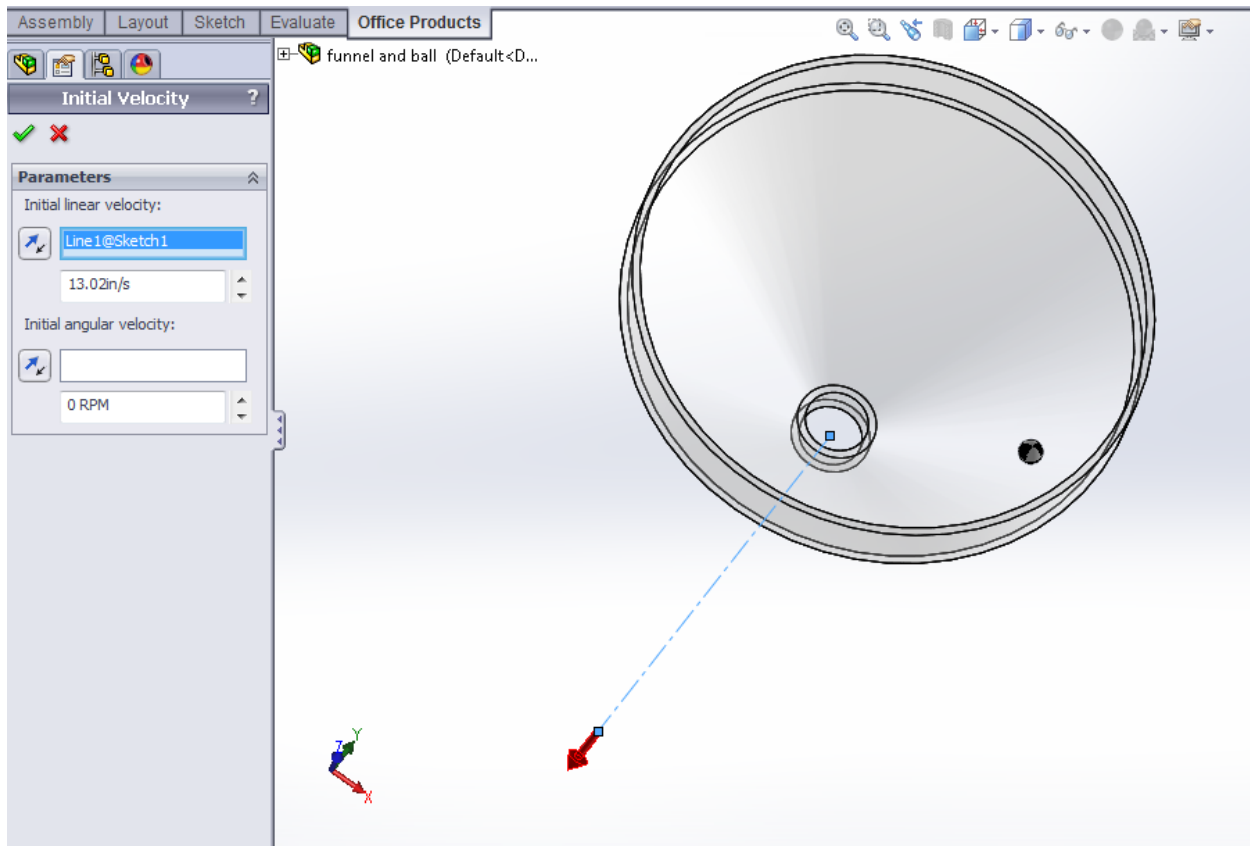 Assembly Layout Sketch Evaluate Office Products
funnel and ball (Default<D...
Initial Velocity ?
Parameters
Initial linear velocity:
Line1@Sketch1
13.02in/s
Initial angular velocity:
0 RPM
Z Y
X